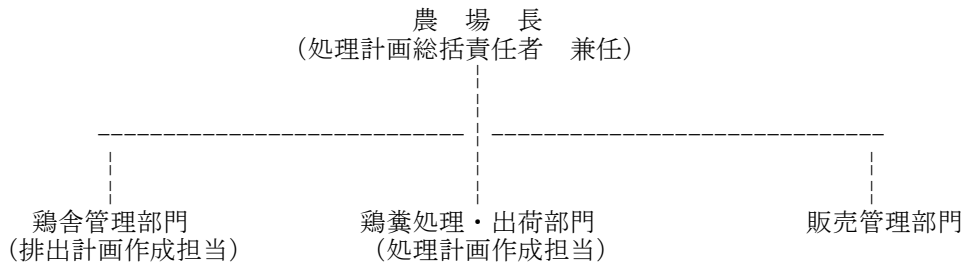 農　場　長
（処理計画総括責任者　兼任）
鶏舎管理部門　鶏糞処理・出荷部門　販売管理部門
（排出計画作成担当）　（処理計画作成担当）